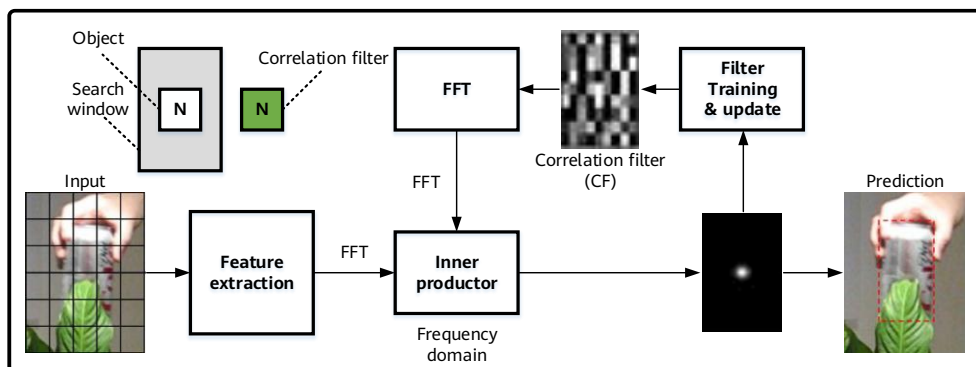 Object
Search
window
N
N
Correlation filter
FFT
Filter
Training
& update
Correlation filter
(CF)
Input
FFT
Prediction
Feature
extraction
FFT
Inner
productor
Frequency
domain